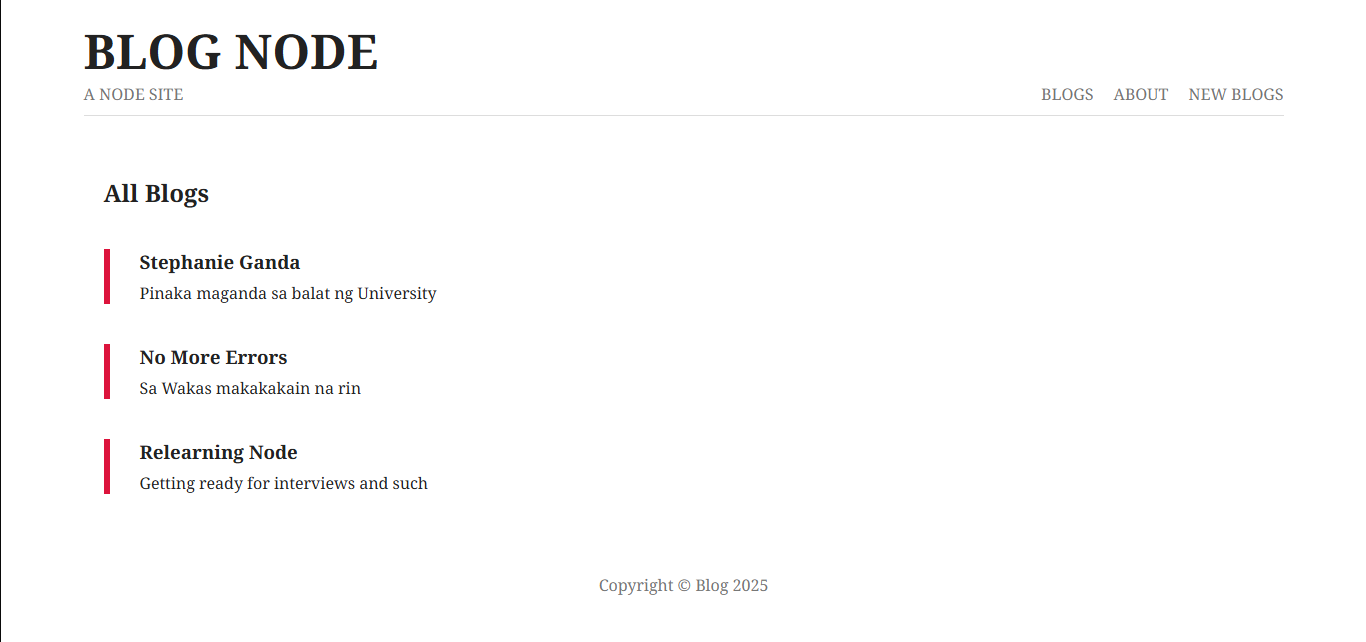 BLOG NODE
A NODE SITE
BLOGS ABOUT NEW BLOGS
All Blogs
Stephanie Ganda
Pinaka maganda sa balat ng University
No More Errors
Sa Wakas makakakain na rin
Relearning Node
Getting ready for interviews and such
Copyright © Blog 2025